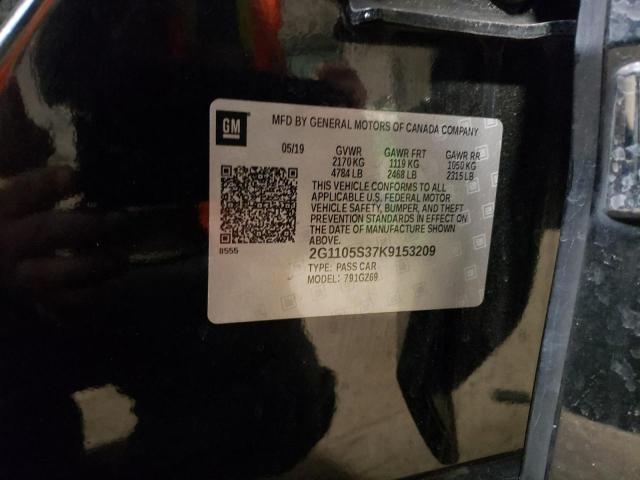 GM
MFD BY GENERAL MOTORS OF CANADA COMPANY
05/19 GVWR GAWR FRT GAWR RR
2170 KG 1119 KG 1050 KG
4784 LB 2468 LB 2315 LB
THIS VEHICLE CONFORMS TO ALL
APPLICABLE U.S. FEDERAL MOTOR
VEHICLE SAFETY, BUMPER, AND THEFT
PREVENTION STANDARDS IN EFFECT ON
THE DATE OF MANUFACTURE SHOWN
ABOVE.
8555
2G1105S37K9153209
TYPE: PASS CAR
MODEL: 791GZ69